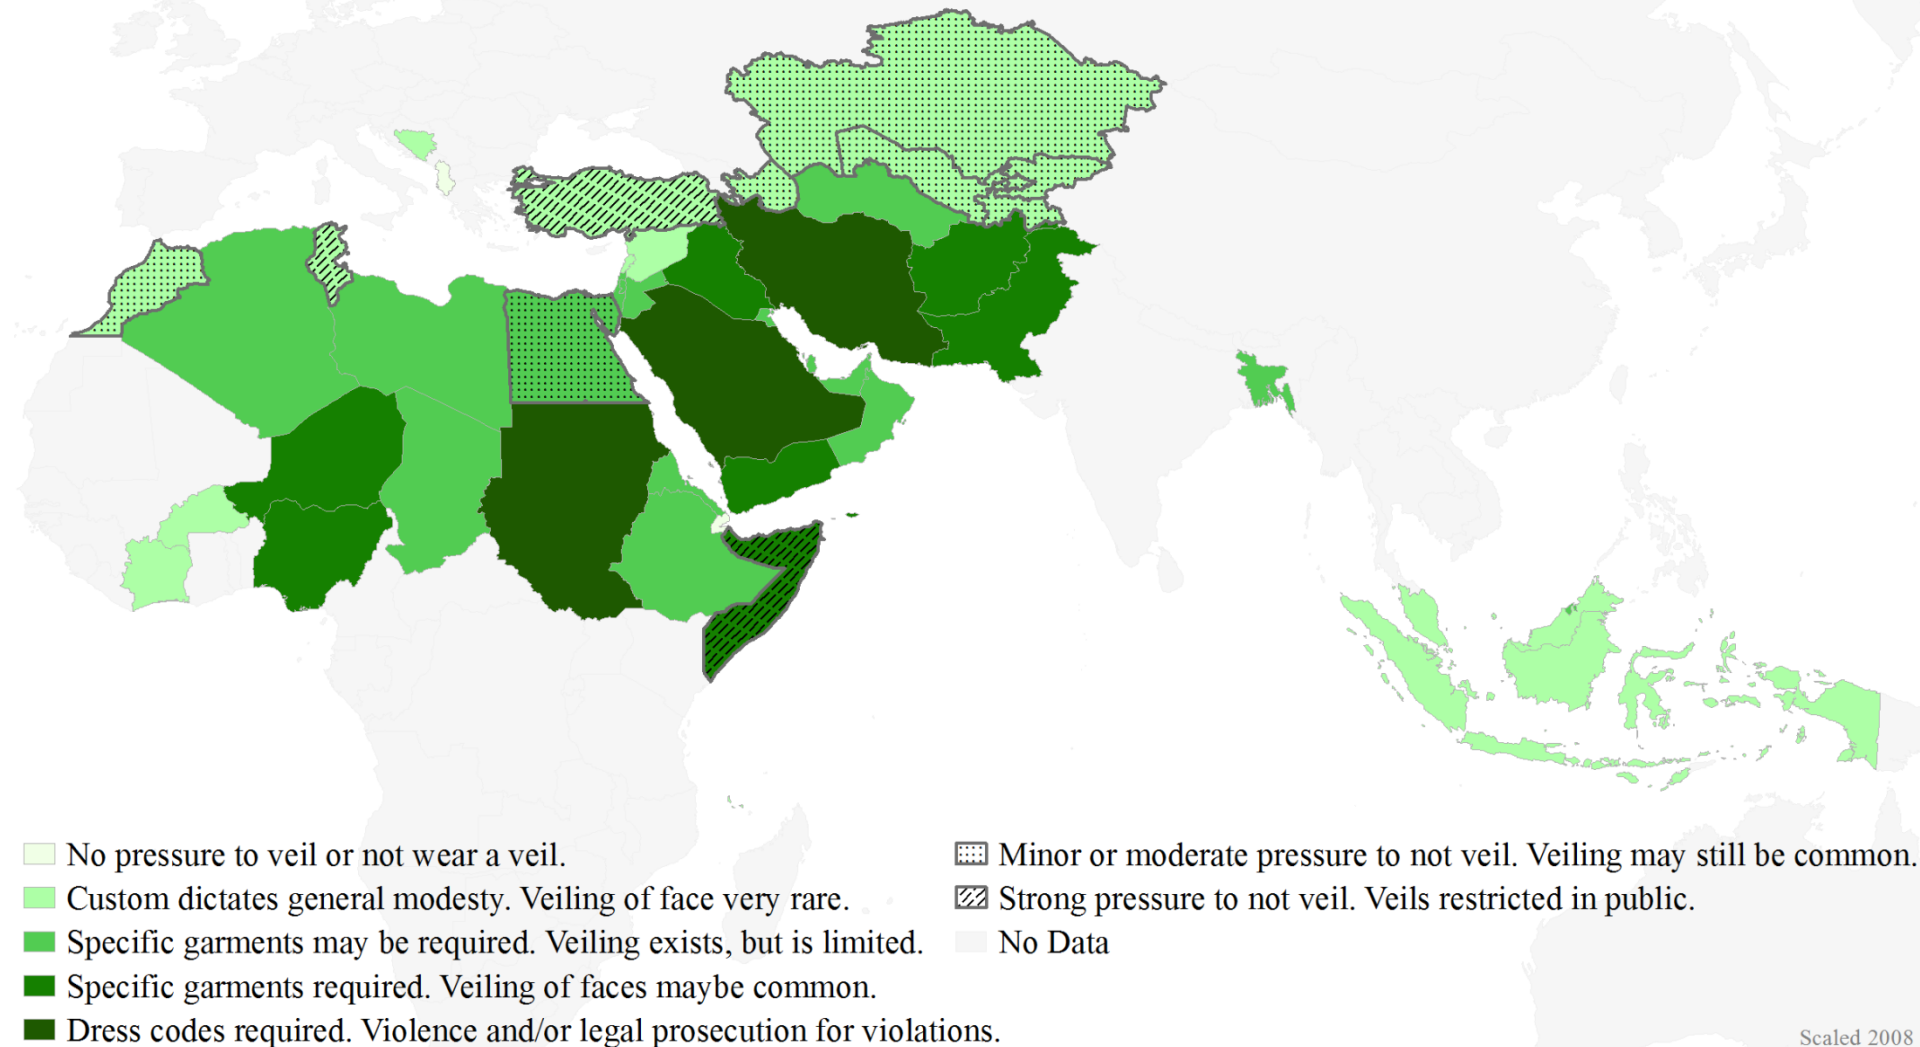 No pressure to veil or not wear a veil.
Custom dictates general modesty. Veiling of face very rare.
Specific garments may be required. Veiling exists, but is limited.
Specific garments required. Veiling of faces maybe common.
Dress codes required. Violence and/or legal prosecution for violations.
Minor or moderate pressure to not veil. Veiling may still be common.
Strong pressure to not veil. Veils restricted in public.
No Data
Scaled 2008